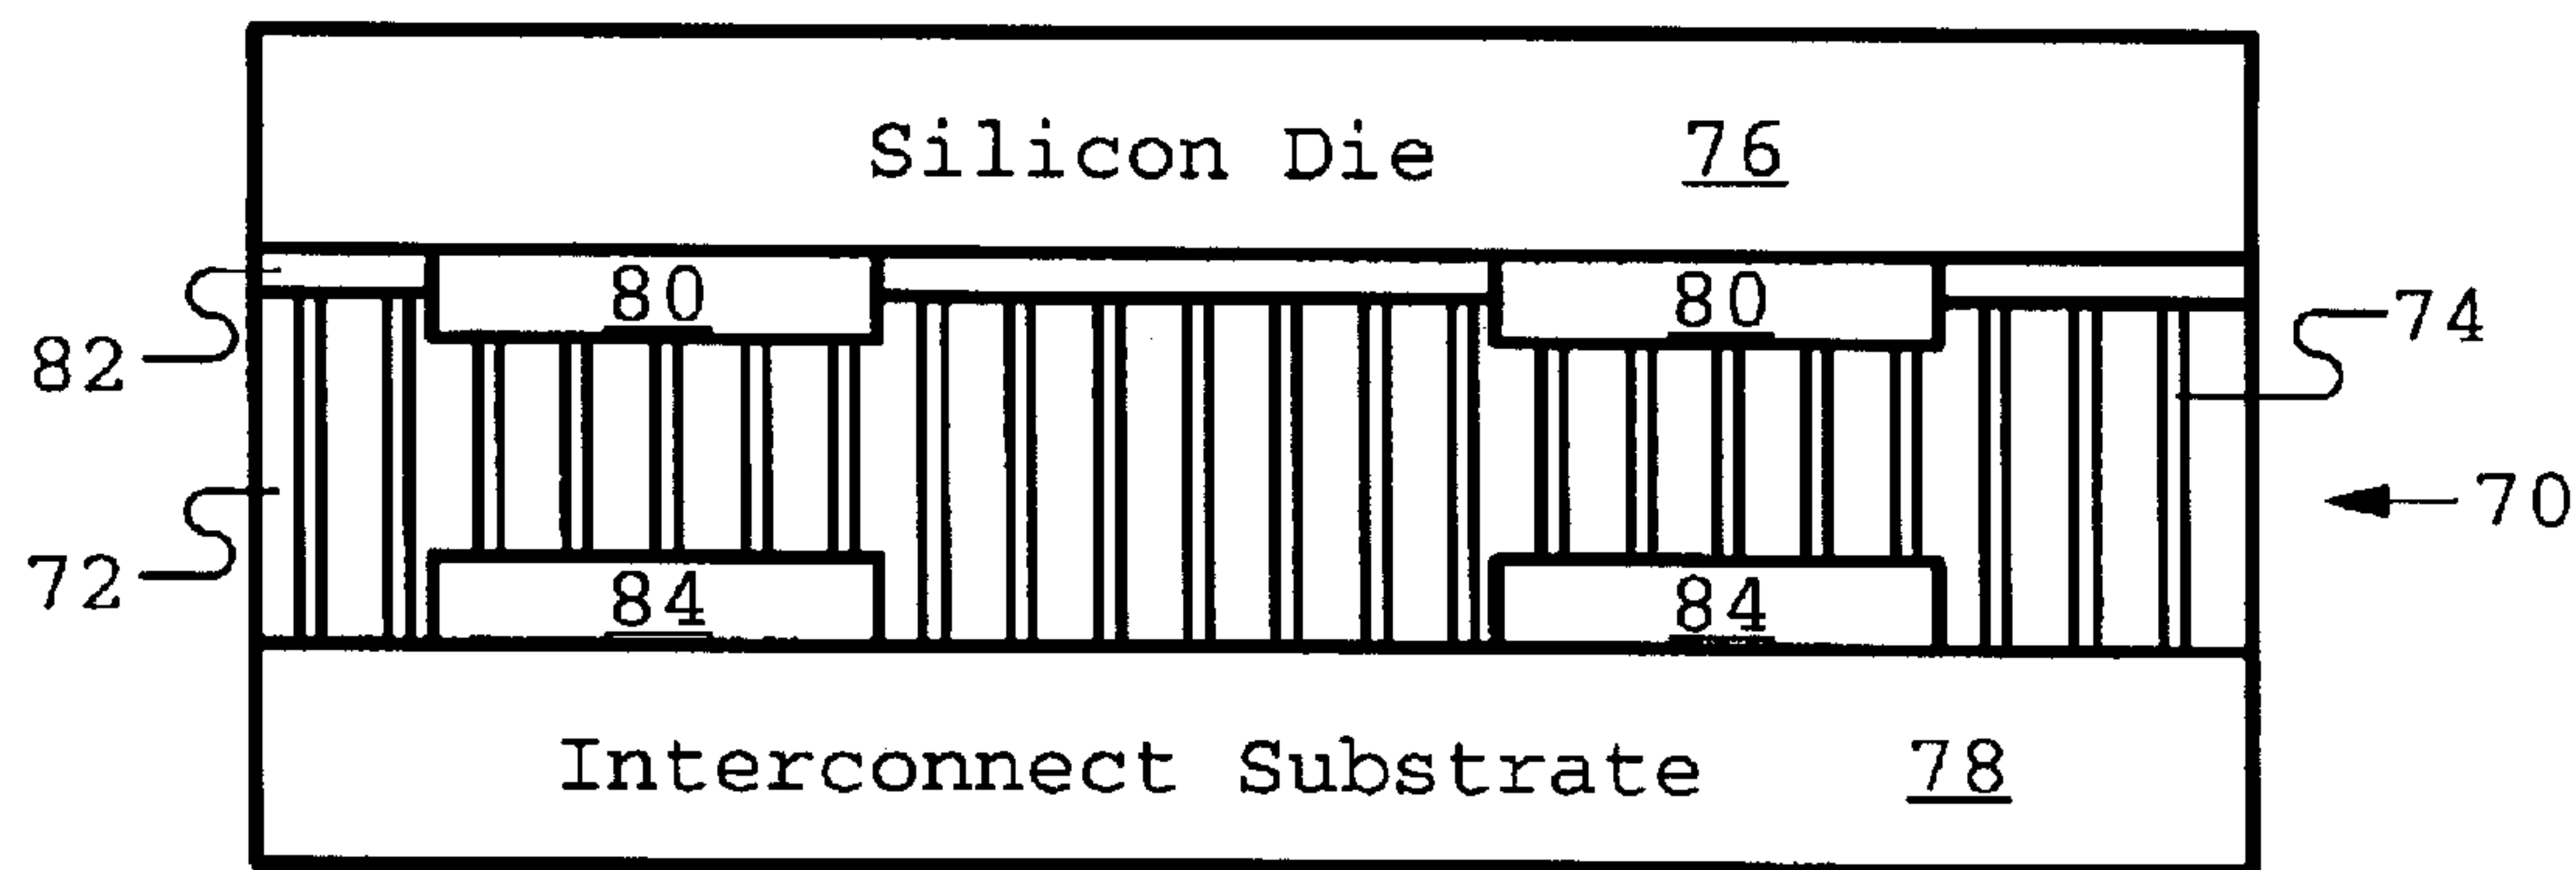 Silicon Die 76
80 80
82 74
72 70
84 84
Interconnect Substrate 78